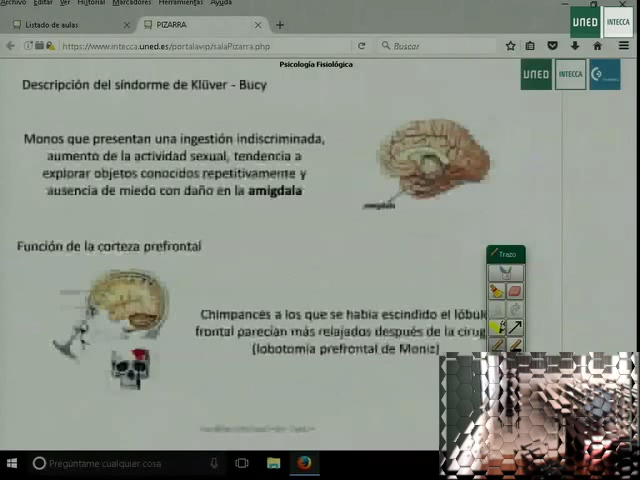 Archivo Editar Ver Historial Marcadores Herramientas Ayuda
Listado de aulas
PIZARRA
UNED
INTECCA
https://www.intecca.uned.es/portalavip/salaPizarra.php
Buscar
Psicología Fisiológica
UNED
INTECCA
Descripción del síndorme de Klüver - Bucy
Monos que presentan una ingestión indiscriminada,
aumento de la actividad sexual, tendencia a
explorar objetos conocidos repetitivamente y
ausencia de miedo con daño en la amigdala
amigdala
Función de la corteza prefrontal
Trazo
Chimpancés a los que se había escindido el lóbul
frontal parecían más relajados después de la cirug
(lobotomía prefrontal de Moniz)
Pregúntame cualquier cosa